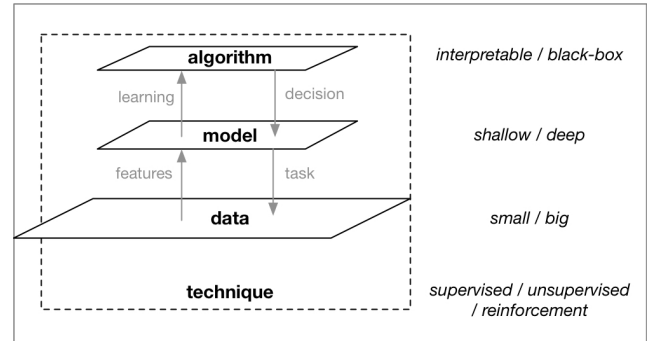 algorithm
interpretable / black-box
learning
decision
model
shallow / deep
features
task
data
small / big
technique
supervised / unsupervised
/ reinforcement